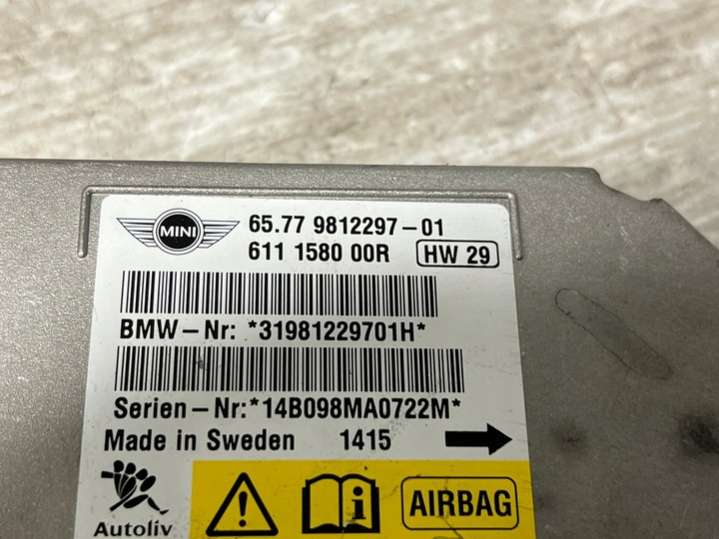 MINI
65.77 9812297-01
611 1580 00R HW 29
BMW-Nr: *31981229701H*
Serien-Nr:*14B098MA0722M*
Made in Sweden 1415
Autoliv
i
AIRBAG